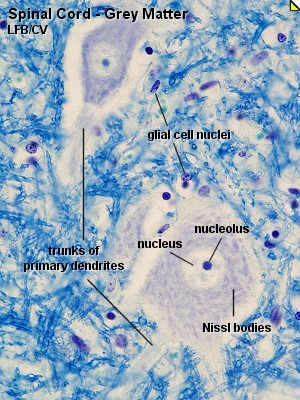 Spinal Cord - Grey Matter
LFB/CV
glial cell nuclei
nucleolus
nucleus
trunks of
primary dendrites
Nissl bodies